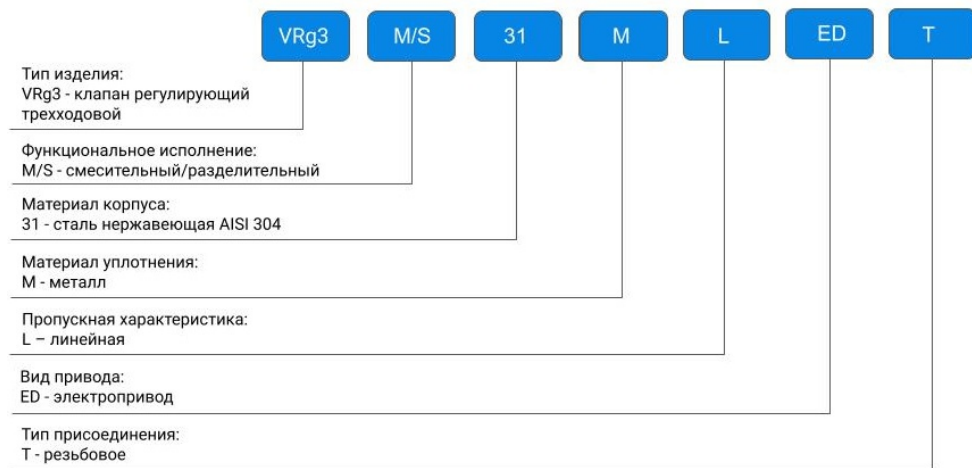 VRg3 M/S 31 M L ED T
Тип изделия:
VRg3 - клапан регулирующий
трехходовой
Функциональное исполнение:
M/S - смесительный/разделительный
Материал корпуса:
31 - сталь нержавеющая AISI 304
Материал уплотнения:
М - металл
Пропускная характеристика:
L – линейная
Вид привода:
ED - электропривод
Тип присоединения:
Т - резьбовое